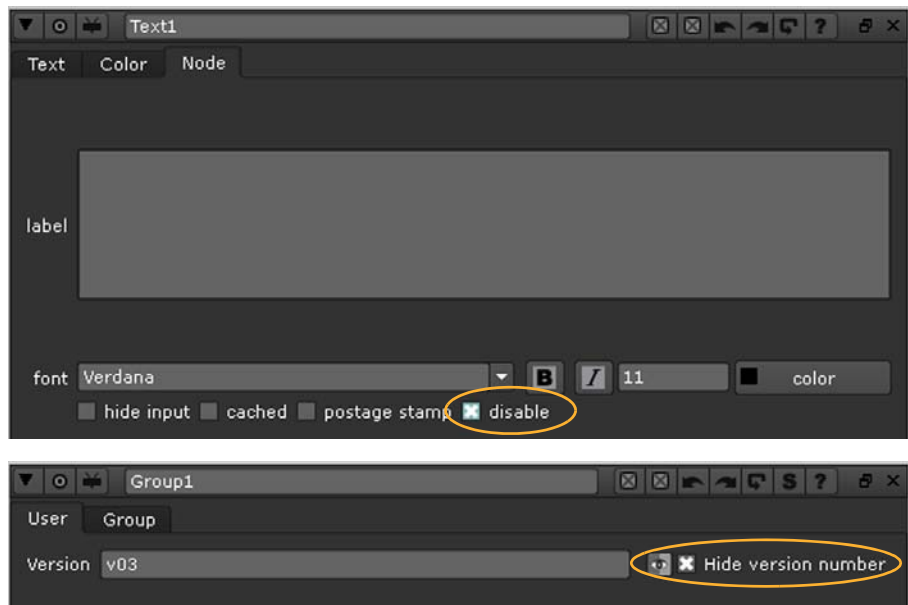 Text1 ?
Text Color Node
label
font Verdana B I 11 color
hide input cached postage stamp disable
Group1 S ?
User Group
Version v03 Hide version number